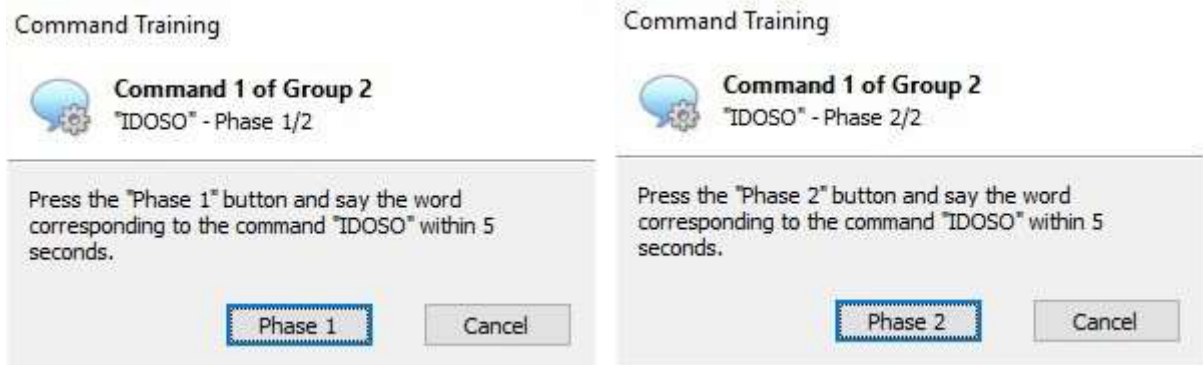 Command Training
Command 1 of Group 2
"IDOSO" - Phase 1/2
Press the "Phase 1" button and say the word
corresponding to the command "IDOSO" within 5
seconds.
Phase 1
Cancel
Command Training
Command 1 of Group 2
"IDOSO" - Phase 2/2
Press the "Phase 2" button and say the word
corresponding to the command "IDOSO" within 5
seconds.
Phase 2
Cancel